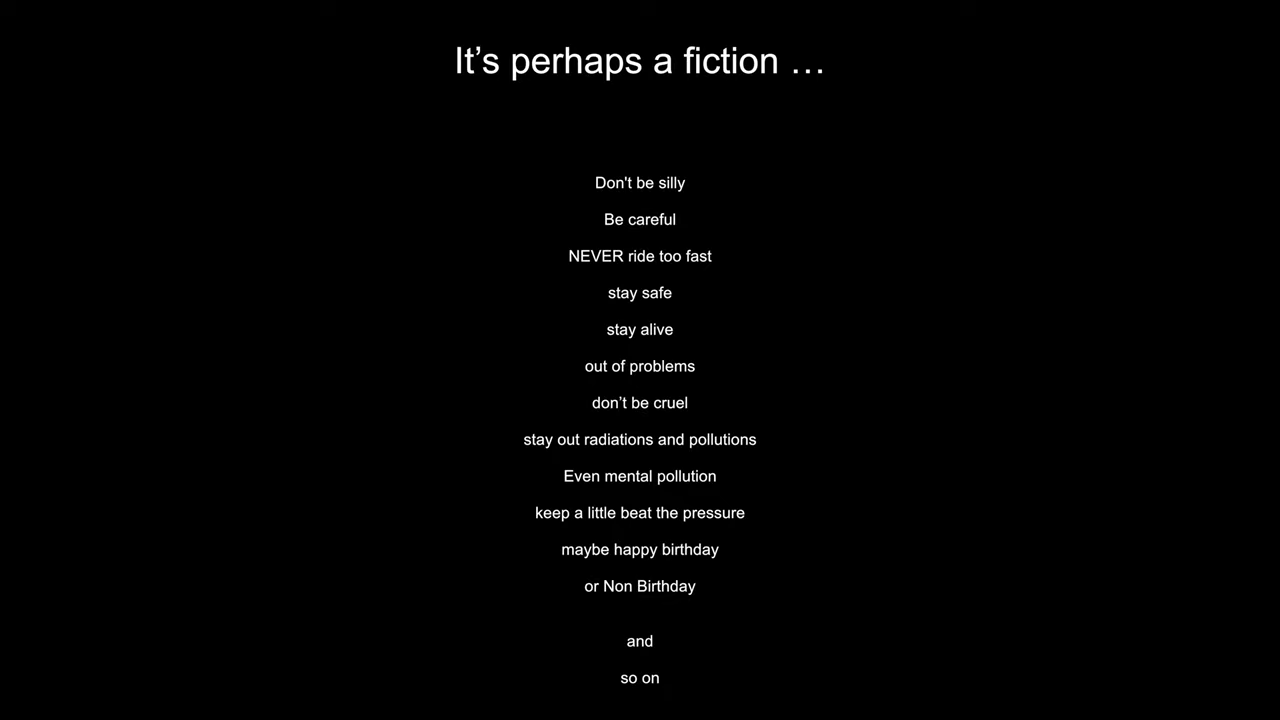 It’s perhaps a fiction …
Don't be silly
Be careful
NEVER ride too fast
stay safe
stay alive
out of problems
don’t be cruel
stay out radiations and pollutions
Even mental pollution
keep a little beat the pressure
maybe happy birthday
or Non Birthday
and
so on